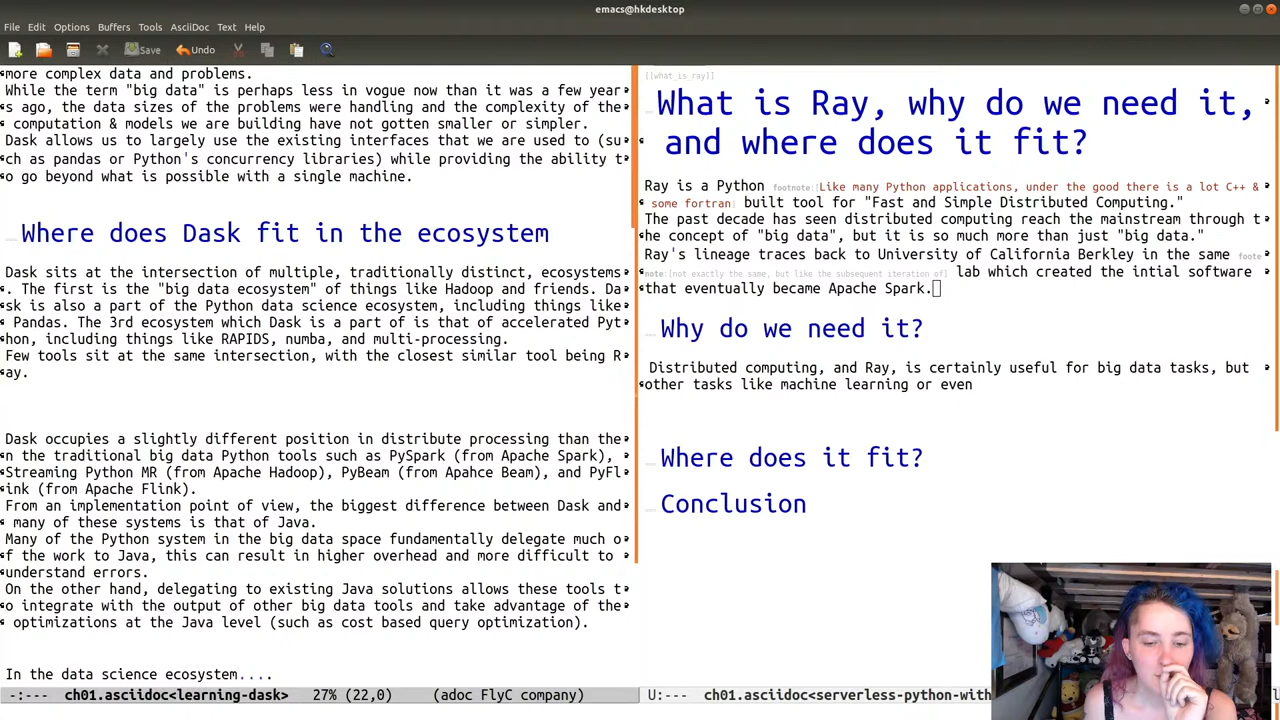 emacs@hkdesktop
File Edit Options Buffers Tools AsciiDoc Text Help
Save Undo
more complex data and problems.
While the term "big data" is perhaps less in vogue now than it was a few year
s ago, the data sizes of the problems were handling and the complexity of the
computation & models we are building have not gotten smaller or simpler.
Dask allows us to largely use the existing interfaces that we are used to (su
ch as pandas or Python's concurrency libraries) while providing the ability t
o go beyond what is possible with a single machine.
Where does Dask fit in the ecosystem
Dask sits at the intersection of multiple, traditionally distinct, ecosystems
. The first is the "big data ecosystem" of things like Hadoop and friends. Da
sk is also a part of the Python data science ecosystem, including things like
Pandas. The 3rd ecosystem which Dask is a part of is that of accelerated Pyt
hon, including things like RAPIDS, numba, and multi-processing.
Few tools sit at the same intersection, with the closest similar tool being R
ay.
Dask occupies a slightly different position in distribute processing than the
n the traditional big data Python tools such as PySpark (from Apache Spark),
Streaming Python MR (from Apache Hadoop), PyBeam (from Apahce Beam), and PyFl
ink (from Apache Flink).
From an implementation point of view, the biggest difference between Dask and
many of these systems is that of Java.
Many of the Python system in the big data space fundamentally delegate much o
f the work to Java, this can result in higher overhead and more difficult to
understand errors.
On the other hand, delegating to existing Java solutions allows these tools t
o integrate with the output of other big data tools and take advantage of the
optimizations at the Java level (such as cost based query optimization).
In the data science ecosystem....
-:--- ch01.asciidoc<learning-dask> 27% (22,0) (adoc FlyC company)
[[what_is_ray]]
What is Ray, why do we need it,
and where does it fit?
Ray is a Python footnote:[Like many Python applications, under the good there is a lot C++ &
some fortran] built tool for "Fast and Simple Distributed Computing."
The past decade has seen distributed computing reach the mainstream through t
he concept of "big data", but it is so much more than just "big data."
Ray's lineage traces back to University of California Berkley in the same foote
note:[not exactly the same, but like the subsequent iteration of] lab which created the intial software
that eventually became Apache Spark.
Why do we need it?
Distributed computing, and Ray, is certainly useful for big data tasks, but
other tasks like machine learning or even
Where does it fit?
Conclusion
U:--- ch01.asciidoc<serverless-python-with